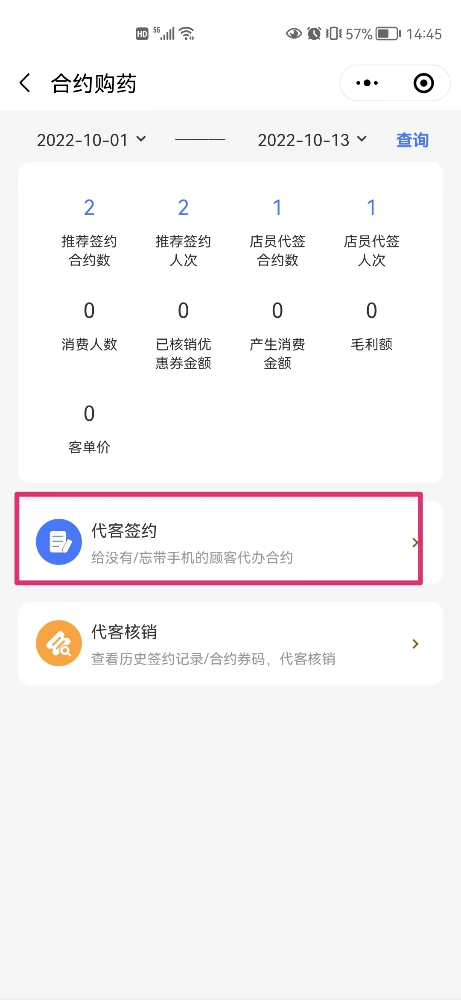 HD 5G 57% 14:45
合约购药
2022-10-01 2022-10-13 查询
2 2 1 1
推荐签约 推荐签约 店员代签 店员代签
合约数 人次 合约数 人次
0 0 0 0
消费人数 已核销优 产生消费 毛利额
惠券金额 金额
0
客单价
代客签约
给没有/忘带手机的顾客代办合约
代客核销
查看历史签约记录/合约券码，代客核销